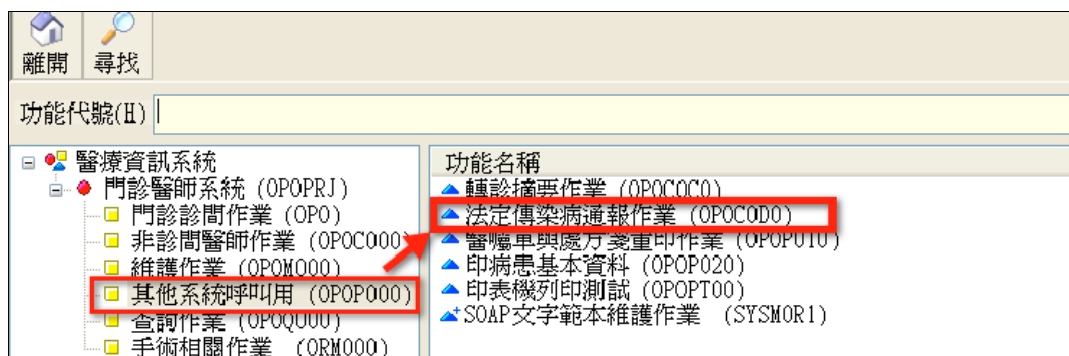 離開 尋找
功能代號(H)
醫療資訊系統
門診醫師系統 (OPOPRJ)
門診診間作業 (OPO)
非診間醫師作業 (OPOC000)
維護作業 (OPOM000)
其他系統呼叫用 (OPOP000)
查詢作業 (OPOQ000)
手術相關作業 (ORM000)
功能名稱
轉診摘要作業 (OPOC0C0)
法定傳染病通報作業 (OPOC0D0)
醫囑單與處方箋重印作業 (OPOP010)
印病患基本資料 (OPOP020)
印表機列印測試 (OPOPT00)
SOAP文字範本維護作業 (SYSMOR1)